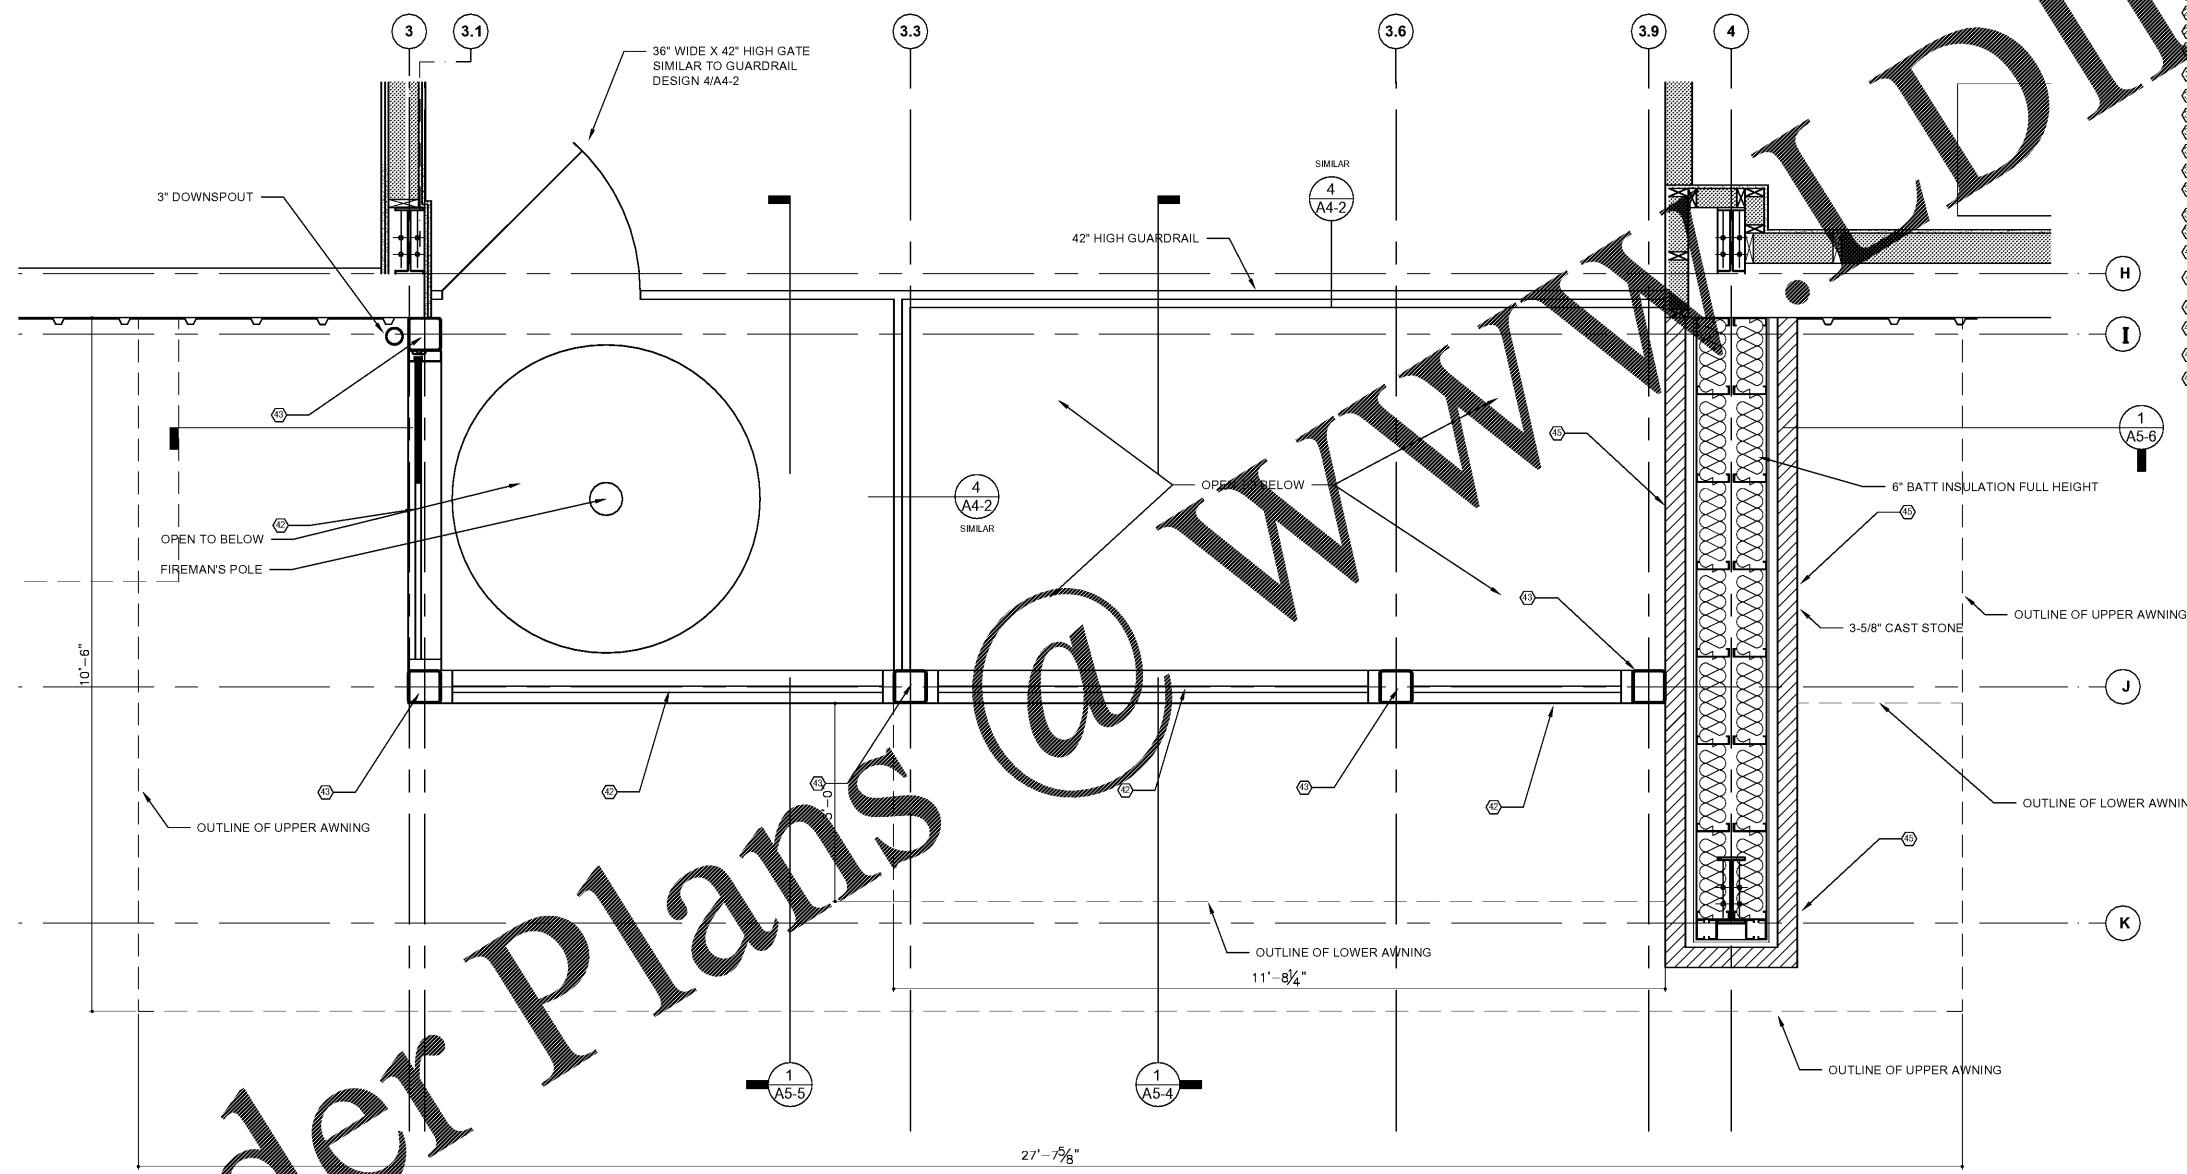 3
3.1
3.3
3.6
3.9
4
36" WIDE X 42" HIGH GATE
SIMILAR TO GUARDRAIL
DESIGN 4/A4-2
3" DOWNSPOUT
SIMILAR
4
A4-2
42" HIGH GUARDRAIL
H
I
43
45
1
A5-6
4
A4-2
SIMILAR
OPEN TO BELOW
6" BATT INSULATION FULL HEIGHT
45
42
OPEN TO BELOW
FIREMAN'S POLE
43
OUTLINE OF UPPER AWNING
3-5/8" CAST STONE
10'-6"
J
43
42
43
42
43
42
OUTLINE OF LOWER AWNIN
OUTLINE OF UPPER AWNING
45
K
OUTLINE OF LOWER AWNING
11'-8¼"
OUTLINE OF UPPER AWNING
1
A5-5
1
A5-4
27'-7⅝"
der Plans @ www.LDI